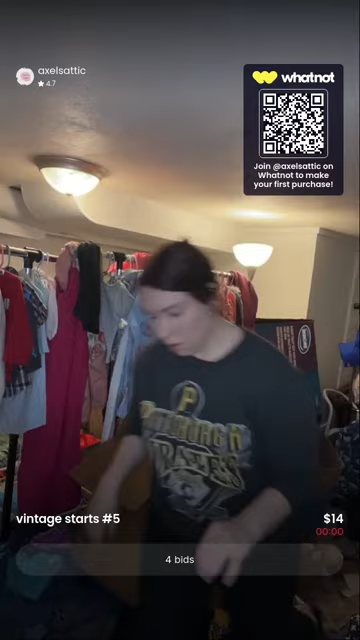 axelsattic
4.7
whatnot
Join @axelsattic on
Whatnot to make
your first purchase!
P
PITTSBURGH
PIRATES
vintage starts #5
$14
00:00
4 bids